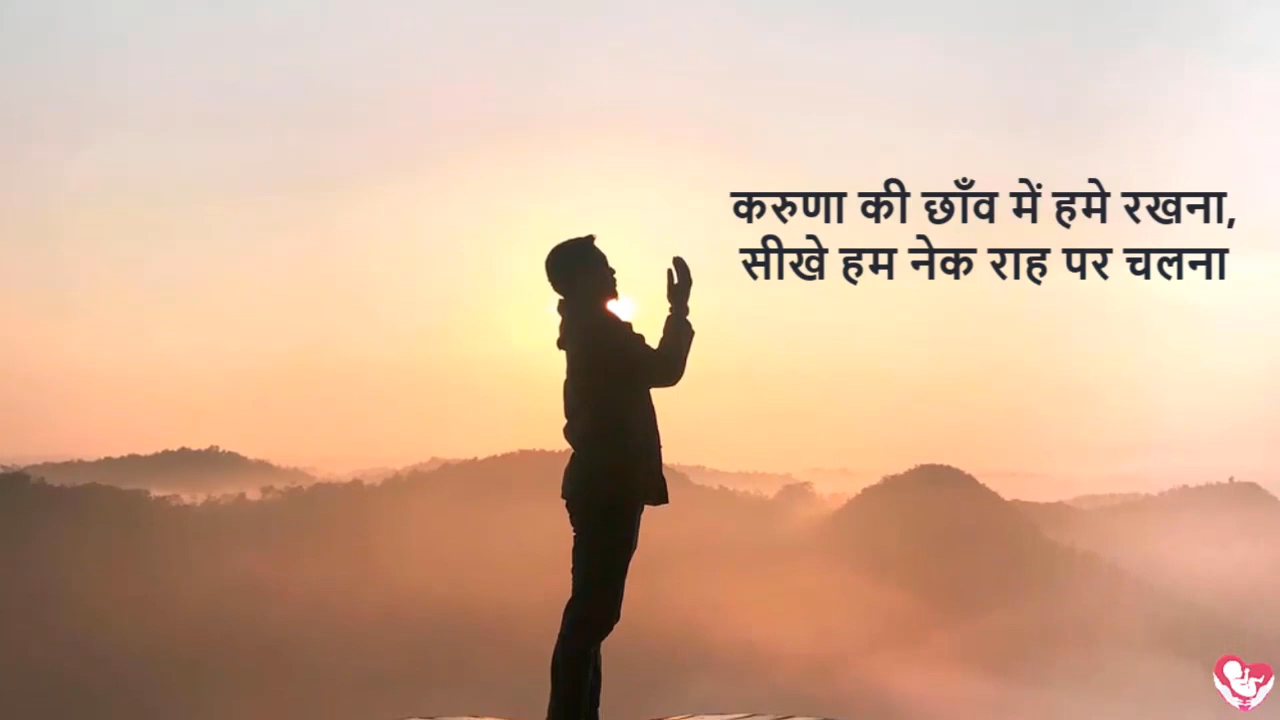 करुणा की छाँव में हमे रखना,
सीखे हम नेक राह पर चलना